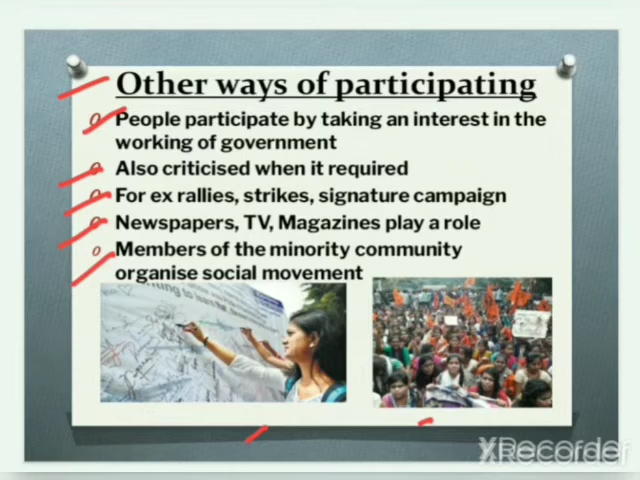 Other ways of participating
People participate by taking an interest in the
working of government
Also criticised when it required
For ex rallies, strikes, signature campaign
Newspapers, TV, Magazines play a role
Members of the minority community
organise social movement
XRecorder